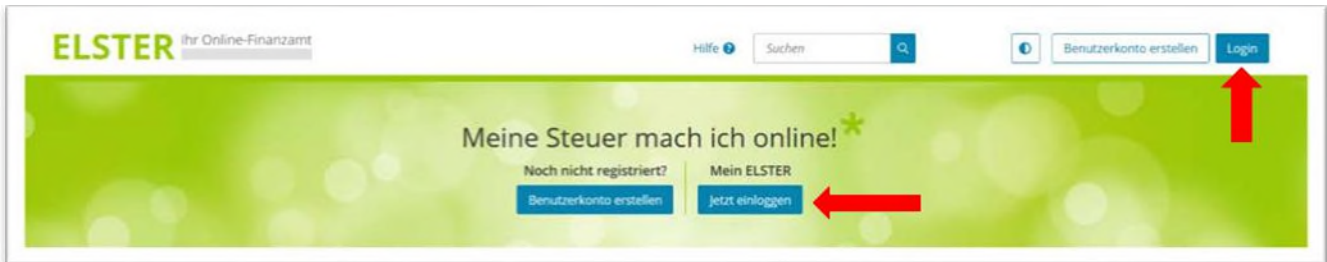 ELSTER Ihr Online-Finanzamt
Hilfe ? Suchen Benutzerkonto erstellen Login
Meine Steuer mach ich online!*
Noch nicht registriert? Mein ELSTER
Benutzerkonto erstellen Jetzt einloggen